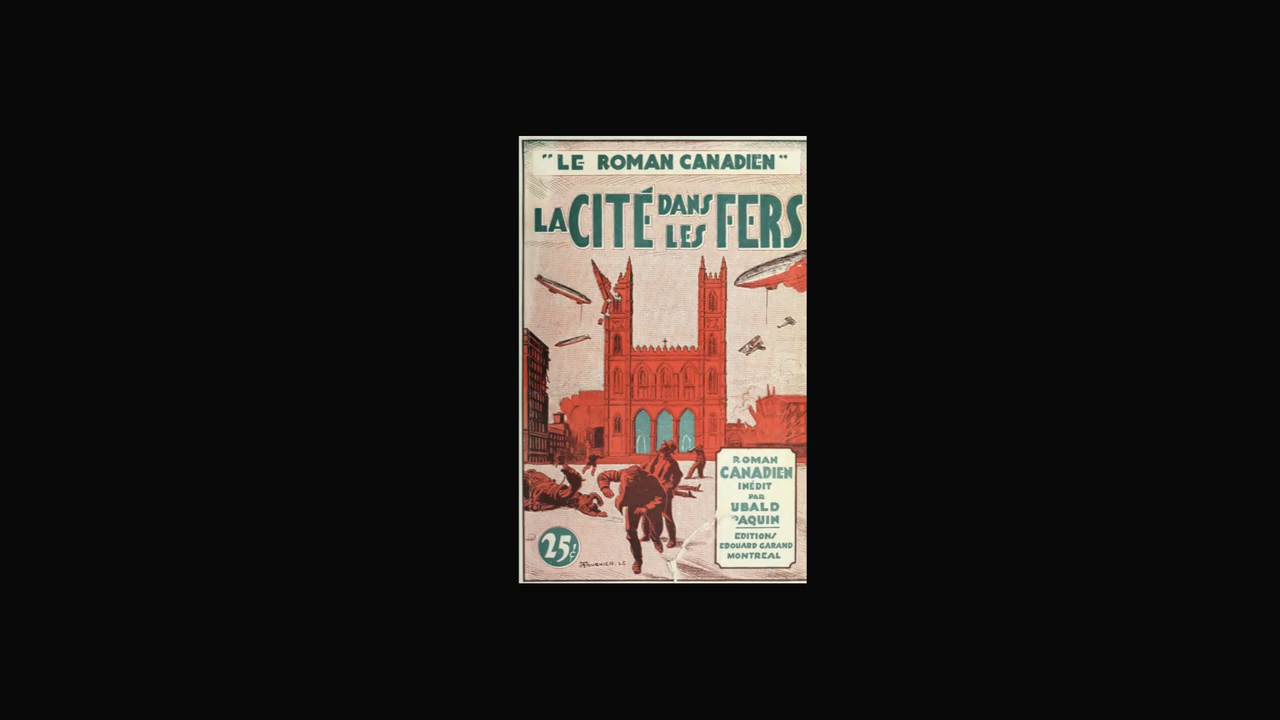 "LE ROMAN CANADIEN"
LA CITÉ DANS LES FERS
ROMAN
CANADIEN
INÉDIT
PAR
UBALD
PAQUIN
EDITIONS
EDOUARD GARAND
MONTREAL
25¢